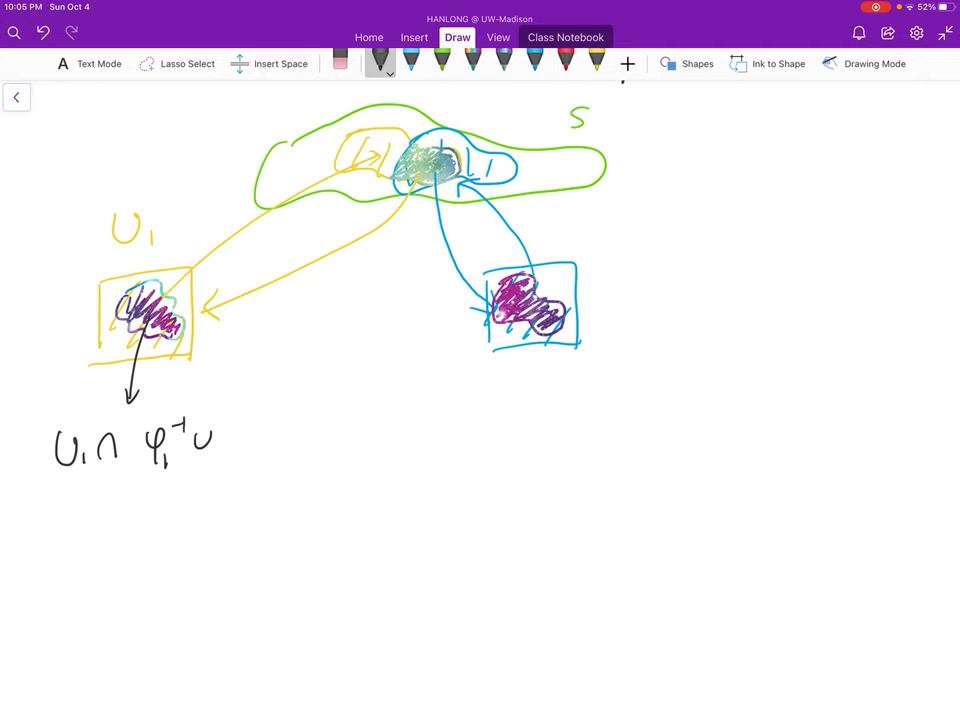 10:05 PM Sun Oct 4
52%
HANLONG @ UW-Madison
Home Insert Draw View Class Notebook
Text Mode Lasso Select Insert Space Shapes Ink to Shape Drawing Mode
S
U₁
U₁ ∩ φ₁⁻¹ U